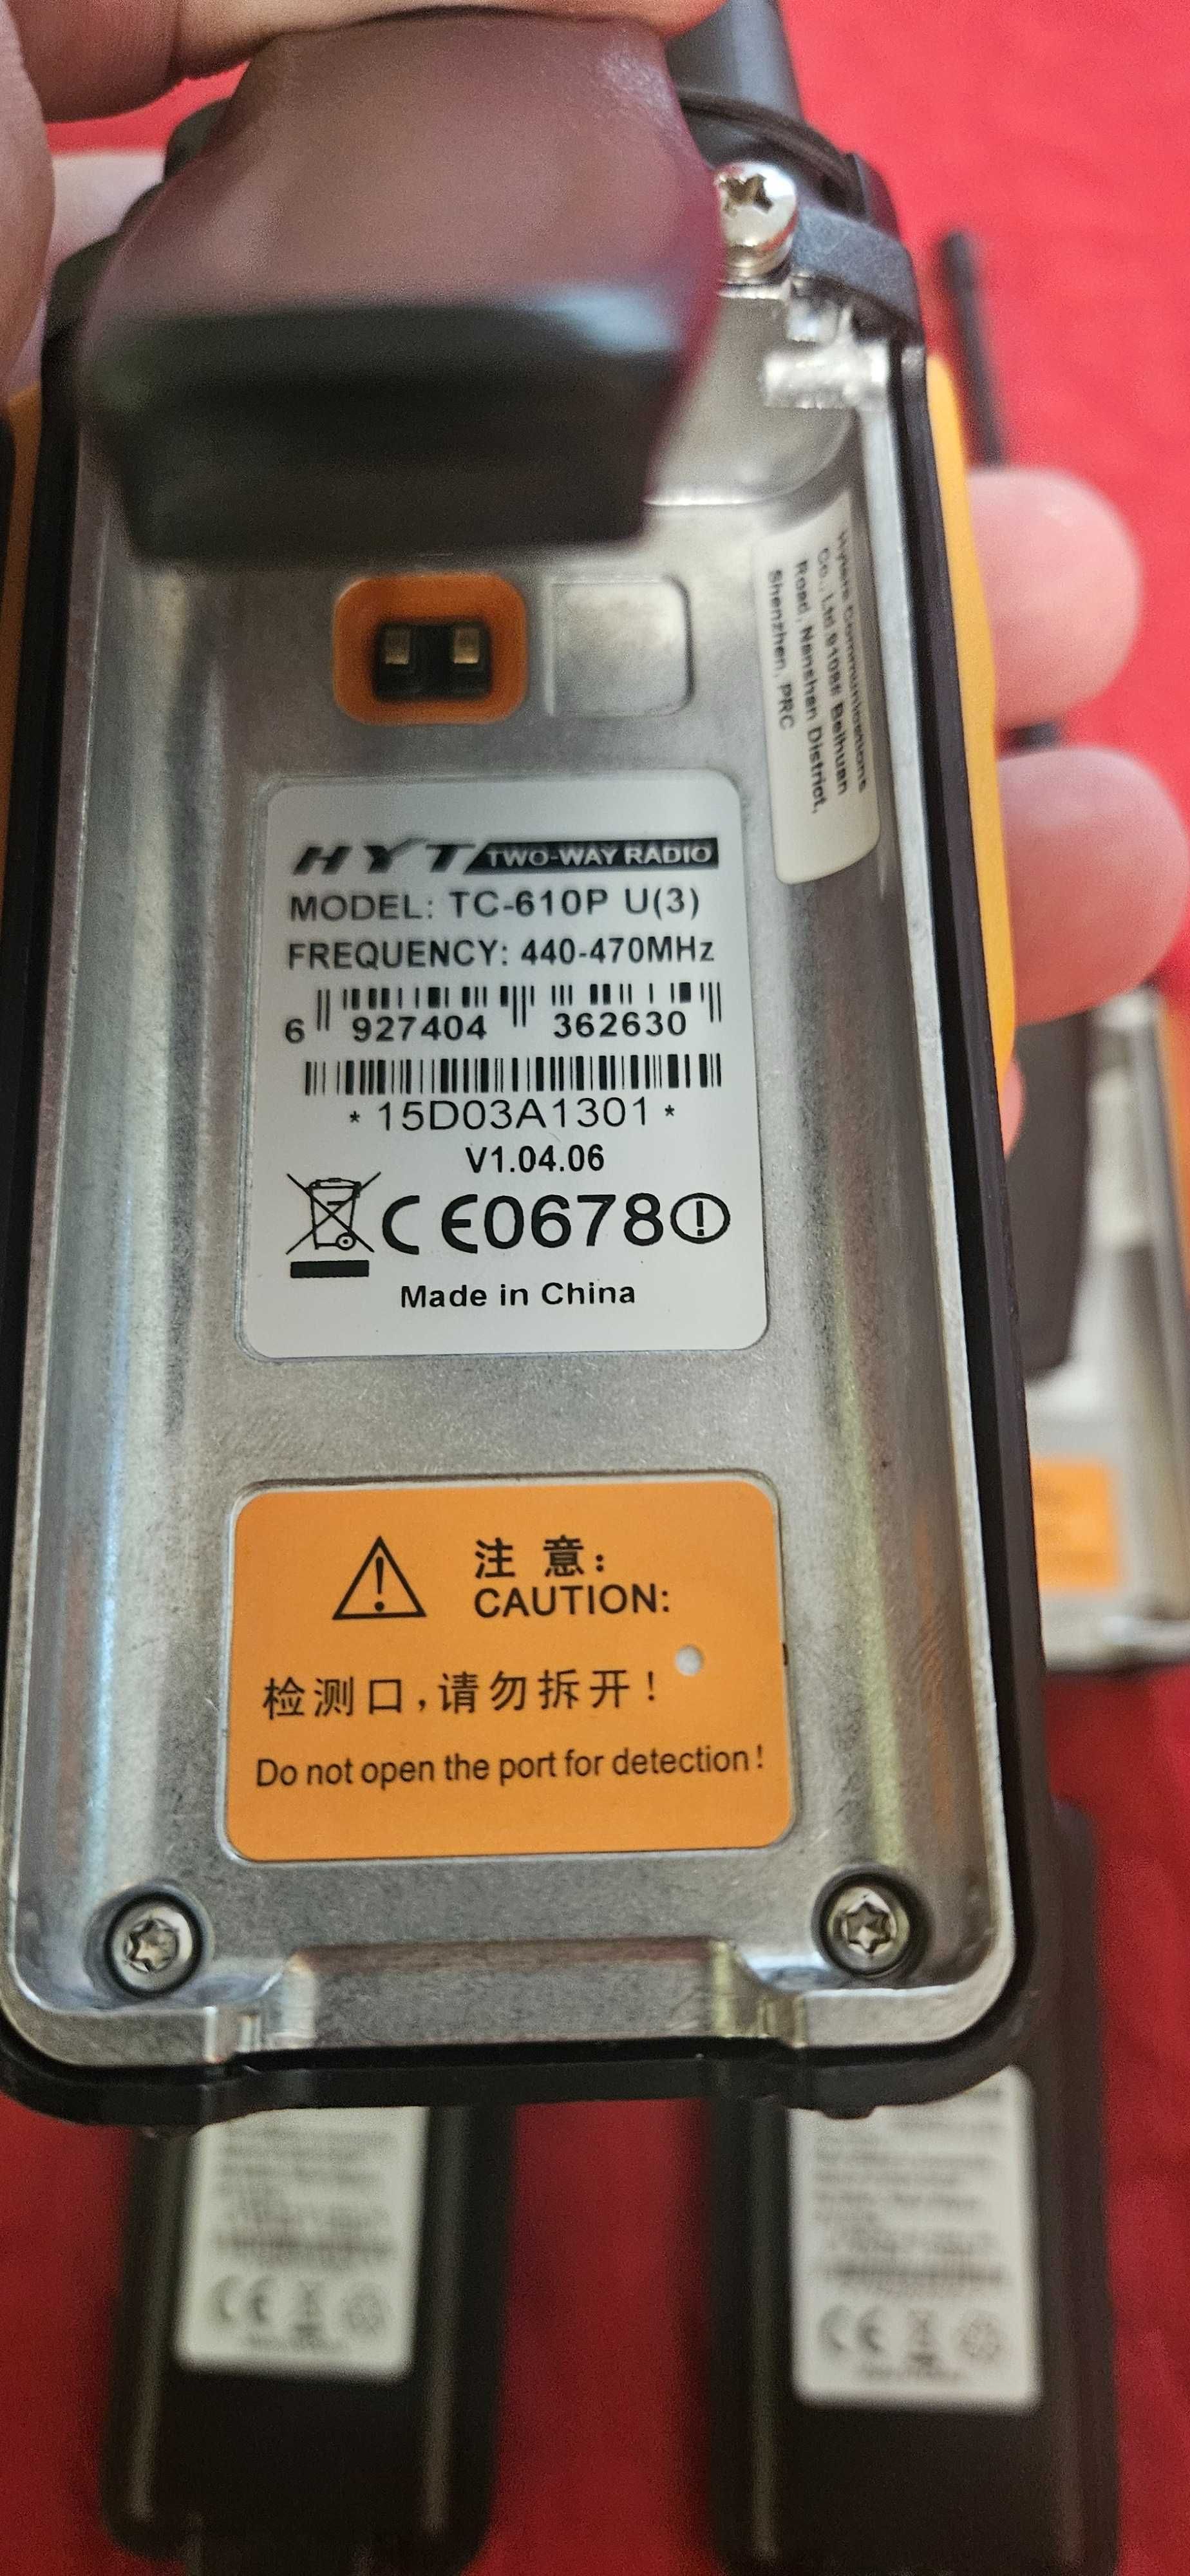 Hytera Communications
Co., Ltd.
Road, Nanshan District,
Shenzhen, PRC
HYT TWO-WAY RADIO
MODEL: TC-610P U(3)
FREQUENCY: 440-470MHz
6 927404 362630
*15D03A1301*
V1.04.06
CE0678
Made in China
注 意:
CAUTION:
检测口,请勿拆开!
Do not open the port for detection!
CE
CE